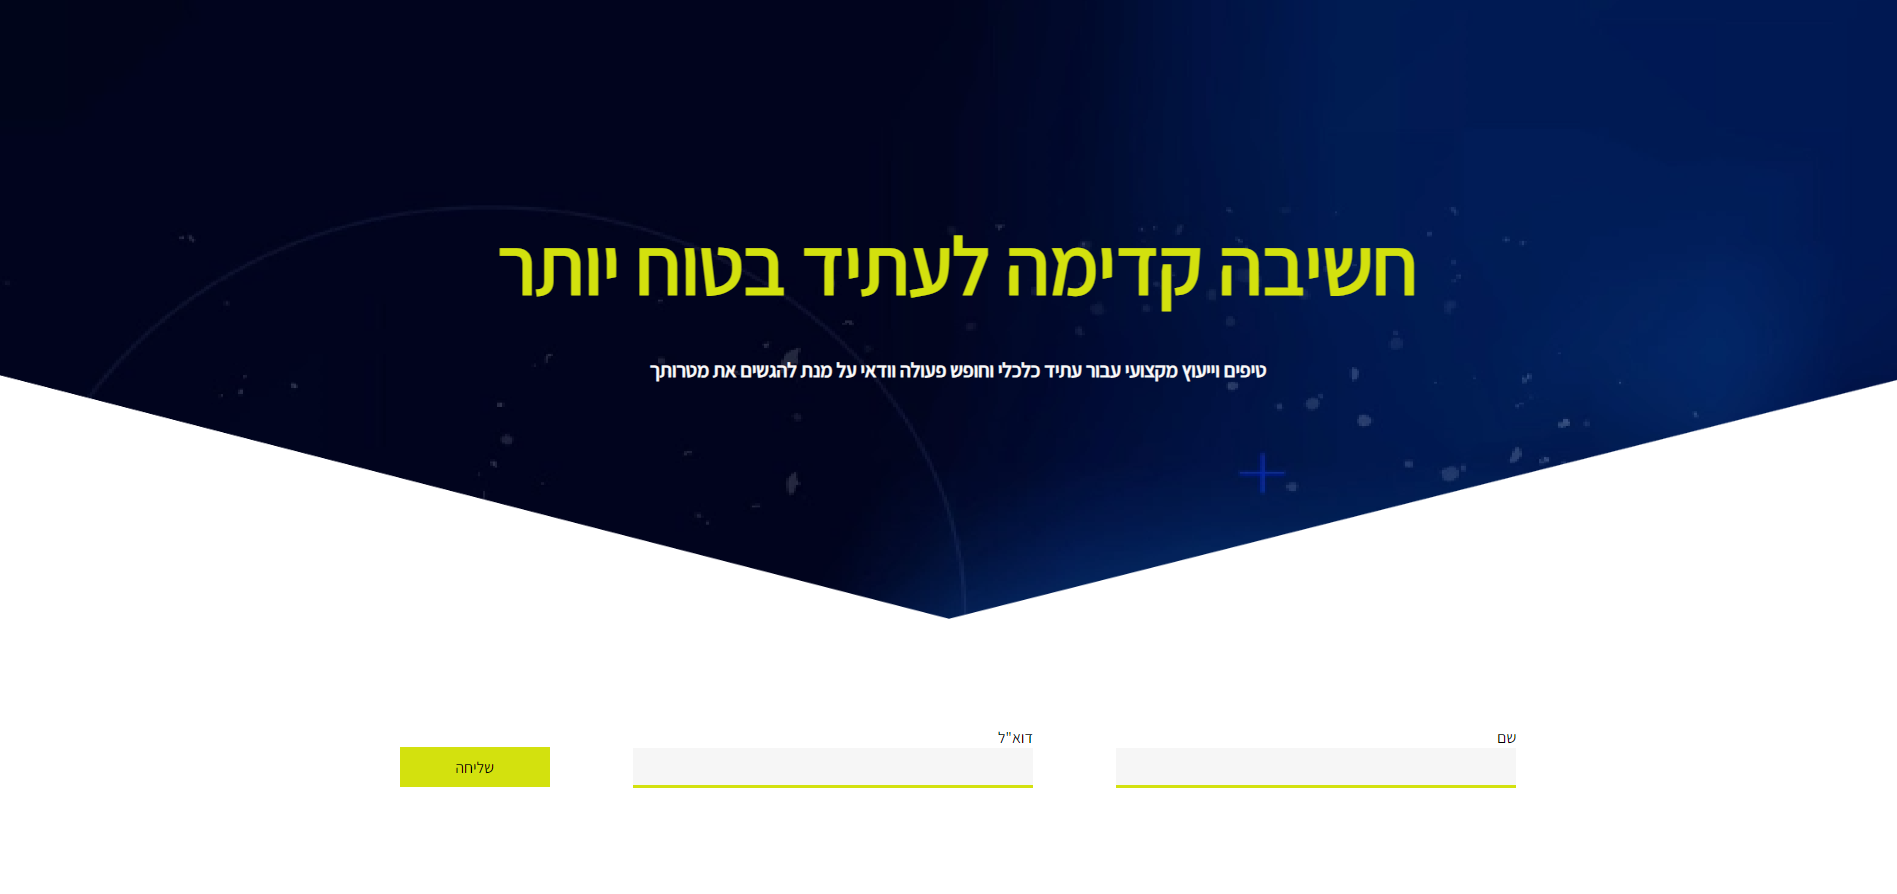 חשיבה קדימה לעתיד בטוח יותר
טיפים וייעוץ מקצועי עבור עתיד כלכלי וחופש פעולה וודאי על מנת להגשים את מטרותך
שם
דוא"ל
שליחה